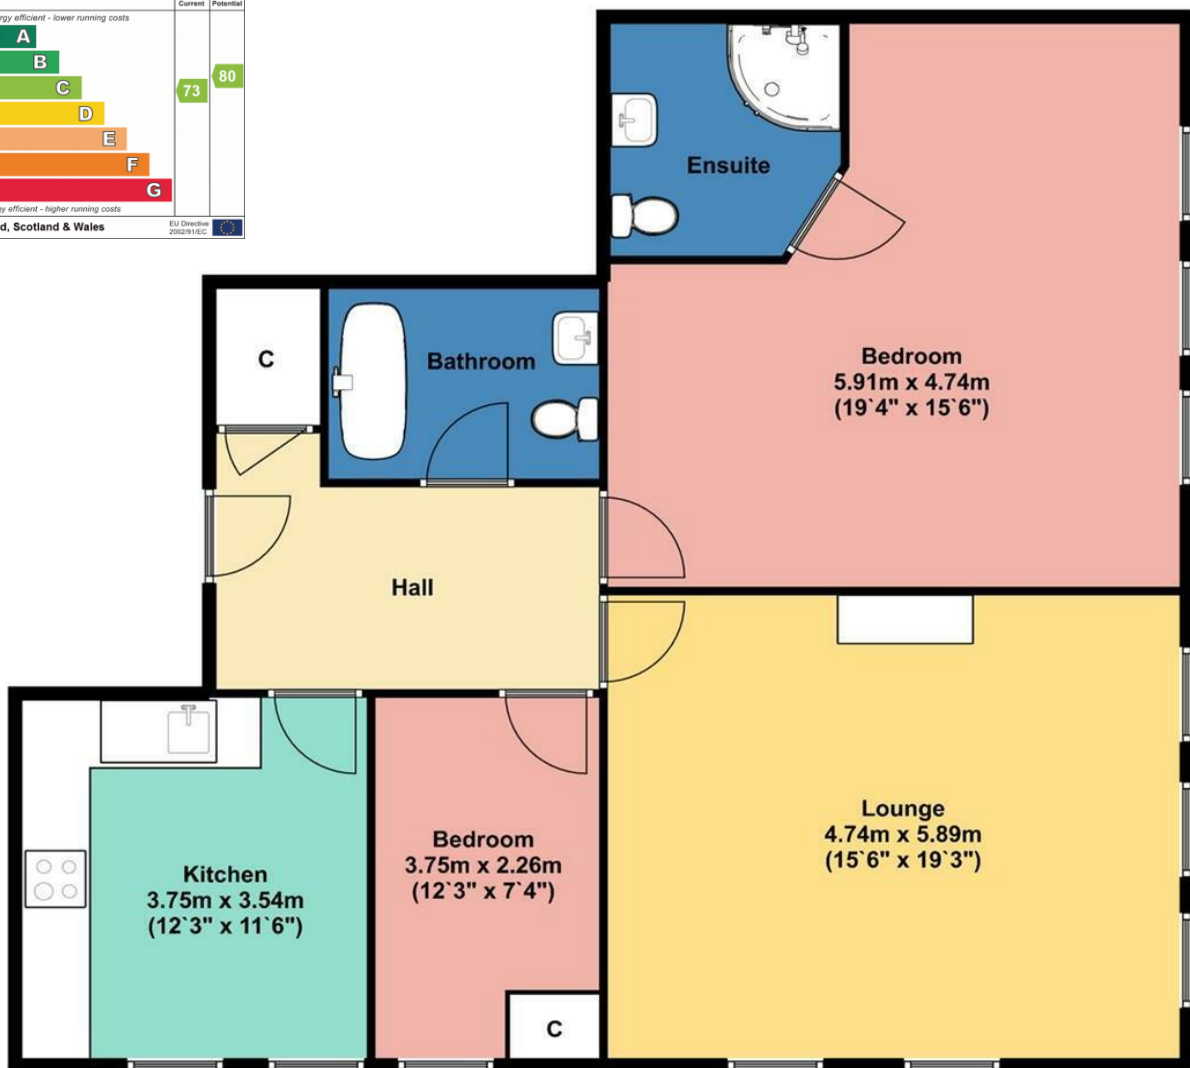 Current Potential
rgy efficient - lower running costs
A
B
C
D
E
F
G
73
80
gy efficient - higher running costs
d, Scotland & Wales
EU Directive
2002/91/EC
Ensuite
Bedroom
5.91m x 4.74m
(19`4" x 15`6")
C
Bathroom
Hall
Kitchen
3.75m x 3.54m
(12`3" x 11`6")
Bedroom
3.75m x 2.26m
(12`3" x 7`4")
C
Lounge
4.74m x 5.89m
(15`6" x 19`3")